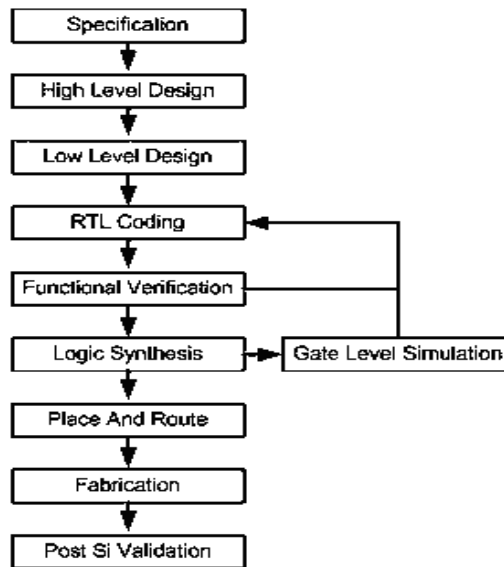 Specification
High Level Design
Low Level Design
RTL Coding
Functional Verification
Logic Synthesis
Gate Level Simulation
Place And Route
Fabrication
Post Si Validation